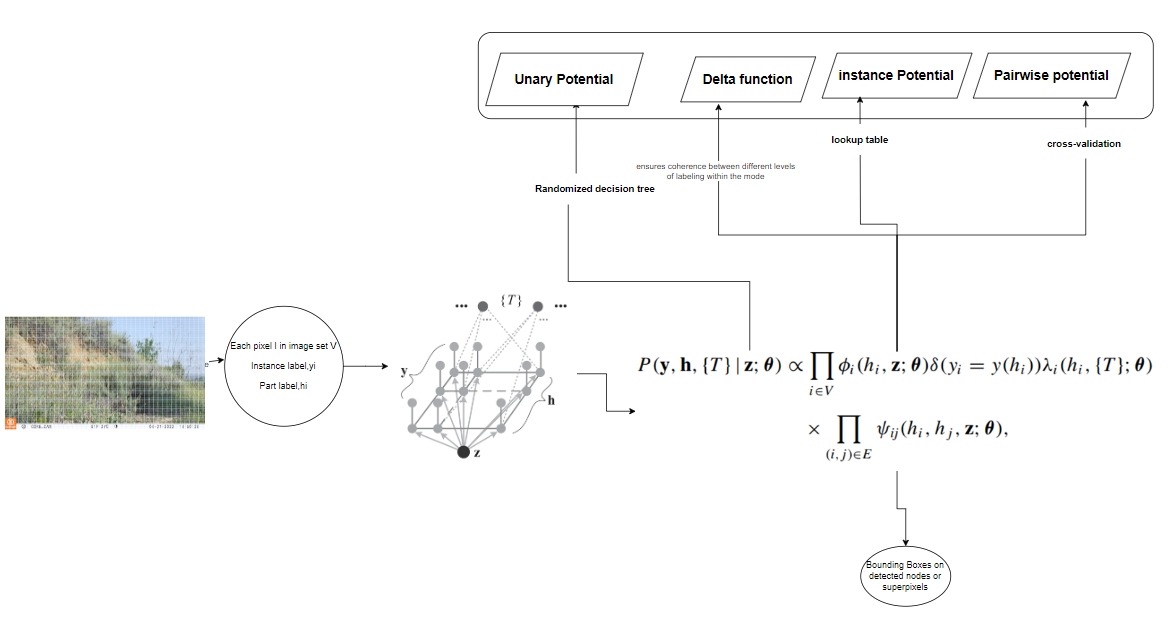 Unary Potential
Delta function
instance Potential
Pairwise potential
lookup table
cross-validation
ensures coherence between different levels
of labeling within the mode
Randomized decision tree
{T}
... ...
... ...
Each pixel I in image set V
Instance label,yi
Part label,hi
e
y
h
z
P(y, h, {T} | z; θ) ∝ ∏ ϕᵢ(hᵢ, z; θ)δ(yᵢ = y(hᵢ))λᵢ(hᵢ, {T}; θ)
i∈V
× ∏ ψᵢⱼ(hᵢ, hⱼ, z; θ),
(i,j)∈E
Bounding Boxes on
detected nodes or
superpixels